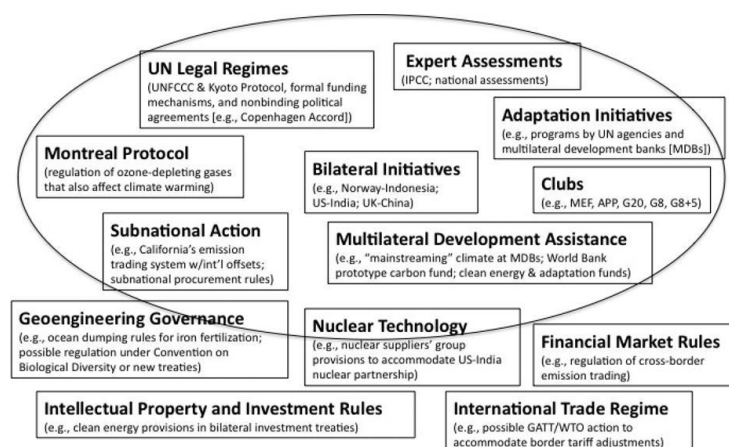 UN Legal Regimes
(UNFCCC & Kyoto Protocol, formal funding
mechanisms, and nonbinding political
agreements [e.g., Copenhagen Accord])
Expert Assessments
(IPCC; national assessments)
Adaptation Initiatives
(e.g., programs by UN agencies and
multilateral development banks [MDBs])
Montreal Protocol
(regulation of ozone-depleting gases
that also affect climate warming)
Bilateral Initiatives
(e.g., Norway-Indonesia;
US-India; UK-China)
Clubs
(e.g., MEF, APP, G20, G8, G8+5)
Subnational Action
(e.g., California's emission
trading system w/int'l offsets;
subnational procurement rules)
Multilateral Development Assistance
(e.g., "mainstreaming" climate at MDBs; World Bank
prototype carbon fund; clean energy & adaptation funds)
Geoengineering Governance
(e.g., ocean dumping rules for iron fertilization;
possible regulation under Convention on
Biological Diversity or new treaties)
Nuclear Technology
(e.g., nuclear suppliers' group
provisions to accommodate US-India
nuclear partnership)
Financial Market Rules
(e.g., regulation of cross-border
emission trading)
Intellectual Property and Investment Rules
(e.g., clean energy provisions in bilateral investment treaties)
International Trade Regime
(e.g., possible GATT/WTO action to
accommodate border tariff adjustments)